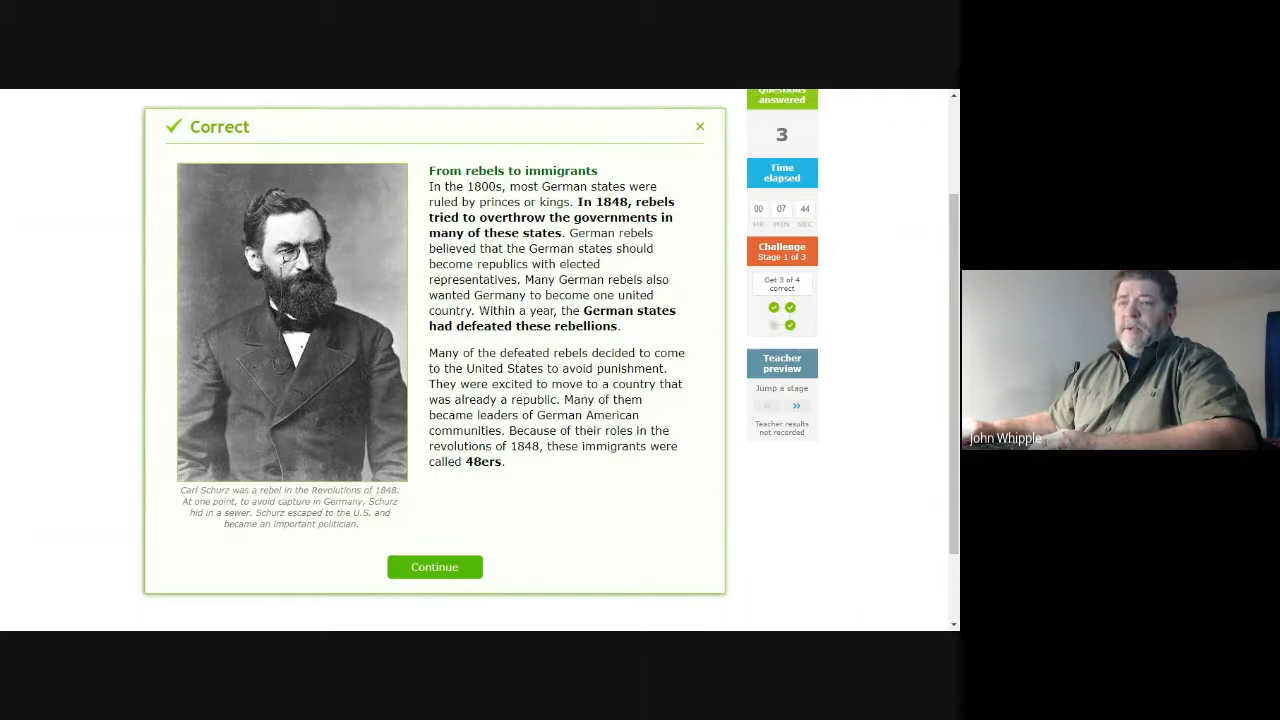 Correct
×
From rebels to immigrants
In the 1800s, most German states were
ruled by princes or kings. In 1848, rebels
tried to overthrow the governments in
many of these states. German rebels
believed that the German states should
become republics with elected
representatives. Many German rebels also
wanted Germany to become one united
country. Within a year, the German states
had defeated these rebellions.
Many of the defeated rebels decided to come
to the United States to avoid punishment.
They were excited to move to a country that
was already a republic. Many of them
became leaders of German American
communities. Because of their roles in the
revolutions of 1848, these immigrants were
called 48ers.
Carl Schurz was a rebel in the Revolutions of 1848.
At one point, to avoid capture in Germany, Schurz
hid in a sewer. Schurz escaped to the U.S. and
became an important politician.
Continue
Questions
answered
3
Time
elapsed
00 07 44
HR MIN SEC
Challenge
Stage 1 of 3
Get 3 of 4
correct
Teacher
preview
Jump a stage
Teacher results
not recorded
John Whipple